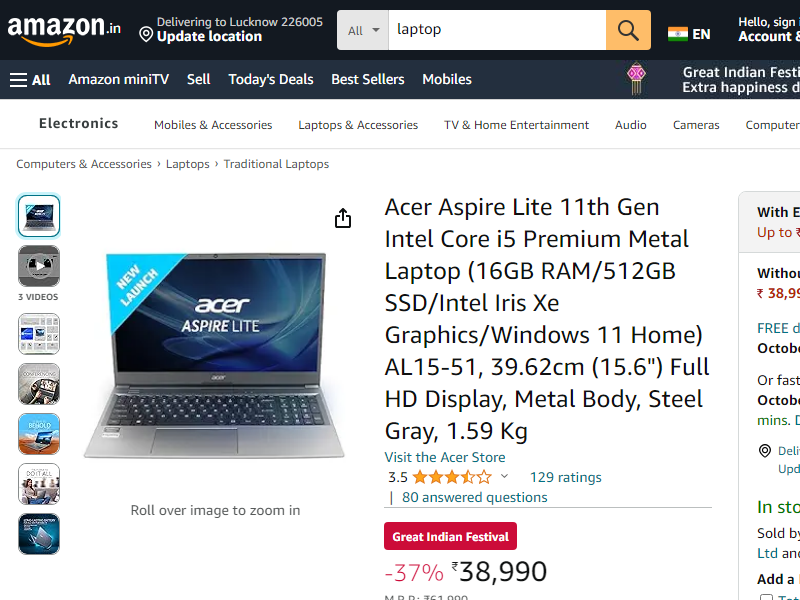 amazon.in
Delivering to Lucknow 226005
Update location
All
laptop
EN
Hello, sign
Account &
All
Amazon miniTV
Sell
Today's Deals
Best Sellers
Mobiles
Great Indian Festi
Extra happiness d
Electronics
Mobiles & Accessories
Laptops & Accessories
TV & Home Entertainment
Audio
Cameras
Computer
Computers & Accessories › Laptops › Traditional Laptops
3 VIDEOS
NEW
LAUNCH
acer
ASPIRE LITE
acer
Roll over image to zoom in
Acer Aspire Lite 11th Gen
Intel Core i5 Premium Metal
Laptop (16GB RAM/512GB
SSD/Intel Iris Xe
Graphics/Windows 11 Home)
AL15-51, 39.62cm (15.6") Full
HD Display, Metal Body, Steel
Gray, 1.59 Kg
Visit the Acer Store
3.5
129 ratings
| 80 answered questions
Great Indian Festival
-37% ₹38,990
M.R.P.: ₹61,990
With E
Up to ₹
Withou
₹ 38,99
FREE d
Octobe
Or fast
Octobe
mins. D
Deli
Upd
In sto
Sold by
Ltd and
Add a